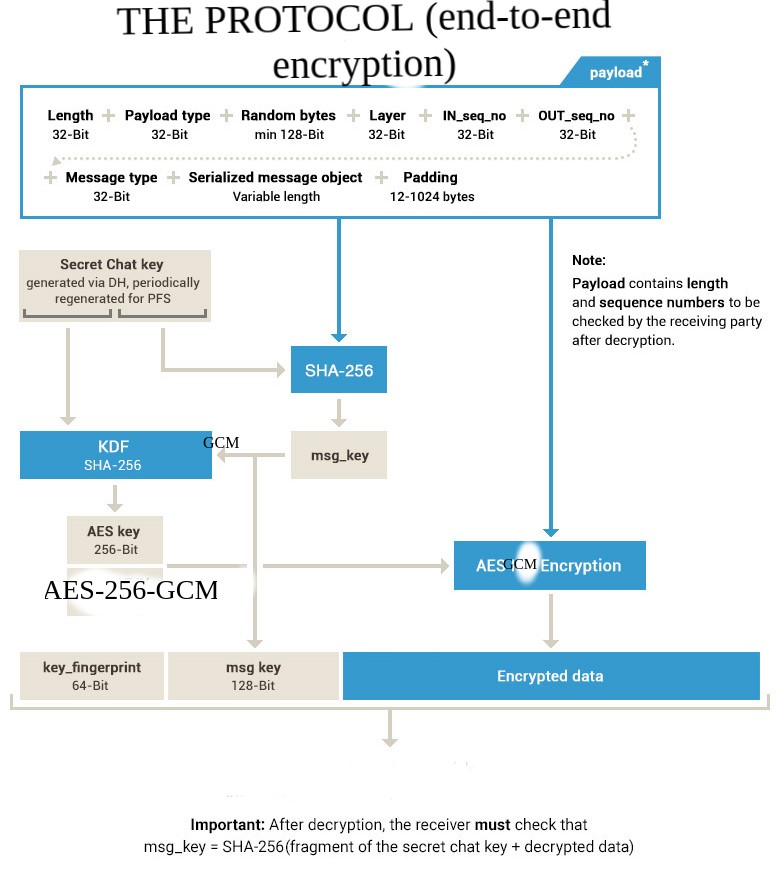 THE PROTOCOL (end-to-end
encryption)
payload*
Length + Payload type + Random bytes + Layer + IN_seq_no + OUT_seq_no +
32-Bit 32-Bit min 128-Bit 32-Bit 32-Bit 32-Bit
+ Message type + Serialized message object + Padding
32-Bit Variable length 12-1024 bytes
Secret Chat key
generated via DH, periodically
regenerated for PFS
Note:
Payload contains length
and sequence numbers to be
checked by the receiving party
after decryption.
SHA-256
KDF
SHA-256
GCM
msg_key
AES key
256-Bit
AES-256-GCM
AES GCM Encryption
key_fingerprint
64-Bit
msg key
128-Bit
Encrypted data
Important: After decryption, the receiver must check that
msg_key = SHA-256(fragment of the secret chat key + decrypted data)